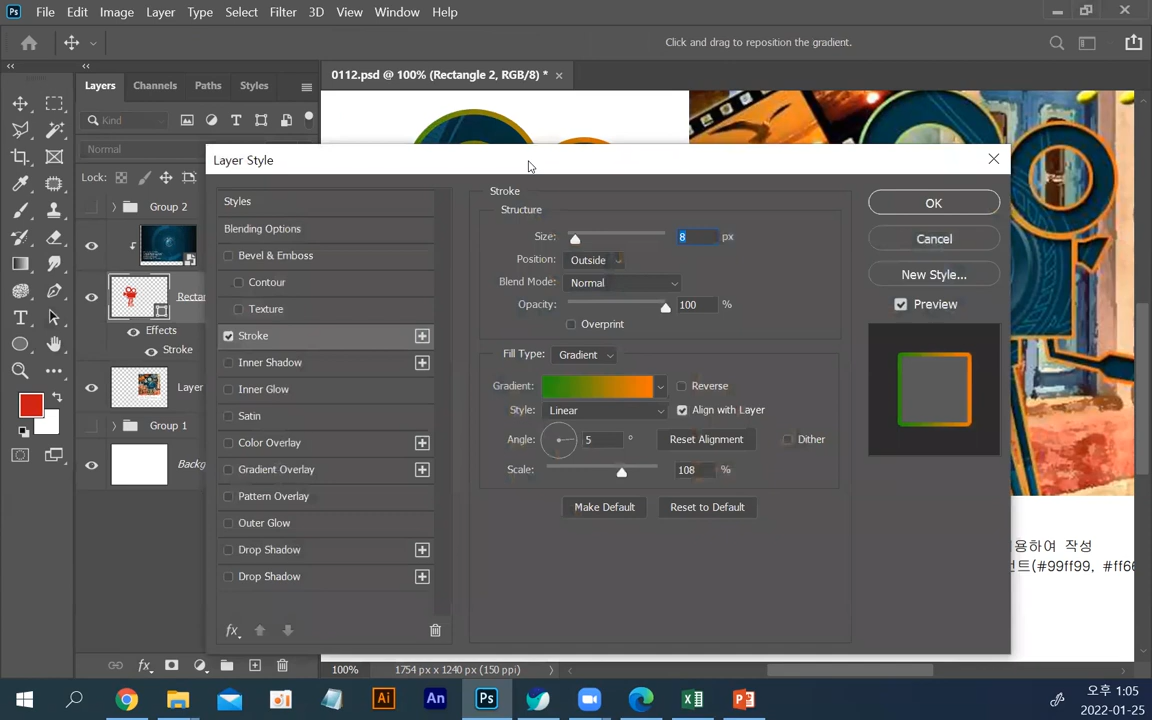 Ps File Edit Image Layer Type Select Filter 3D View Window Help
Click and drag to reposition the gradient.
Layers Channels Paths Styles
0112.psd @ 100% (Rectangle 2, RGB/8) * ×
Kind
Normal
Lock:
Group 2
Rectan
Effects
Stroke
Layer
Group 1
Backg
Layer Style
Styles
Blending Options
Bevel & Emboss
Contour
Texture
Stroke
Inner Shadow
Inner Glow
Satin
Color Overlay
Gradient Overlay
Pattern Overlay
Outer Glow
Drop Shadow
Drop Shadow
fx
Stroke
Structure
Size: 8 px
Position: Outside
Blend Mode: Normal
Opacity: 100 %
Overprint
Fill Type: Gradient
Gradient: Reverse
Style: Linear Align with Layer
Angle: 5 ° Reset Alignment Dither
Scale: 108 %
Make Default Reset to Default
OK
Cancel
New Style...
Preview
용하여 작성
(#99ff99, #ff66
fx
100% 1754 px x 1240 px (150 ppi)
Ai An Ps
오후 1:05
2022-01-25